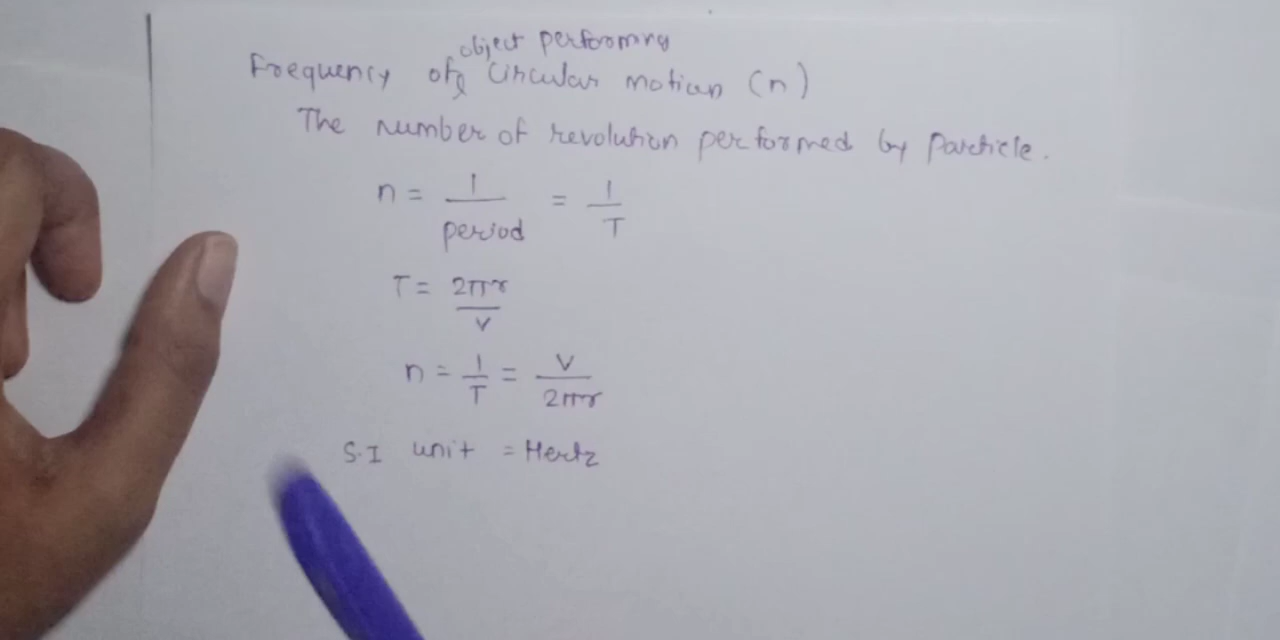 object performing
Frequency of circular motion (n)
The number of revolution performed by particle.
n = 1/period = 1/T
T = 2πr/v
n = 1/T = v/2πr
S.I unit = Hertz